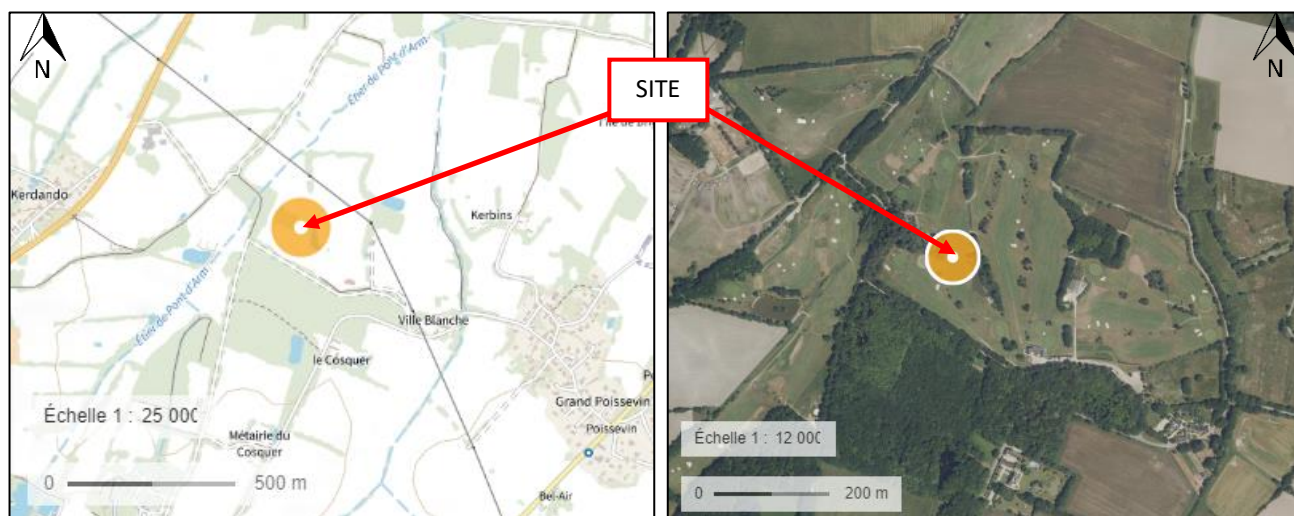 N
Étier de Pont-d'Arm
SITE
N
Kerdando
Kerbins
Étier de Pont-d'Arm
Ville Blanche
le Cosquer
Échelle 1 : 25 000
Grand Poissevin
Poissevin
Métairie du
Cosquer
0 500 m
Bel-Air
Échelle 1 : 12 000
0 200 m